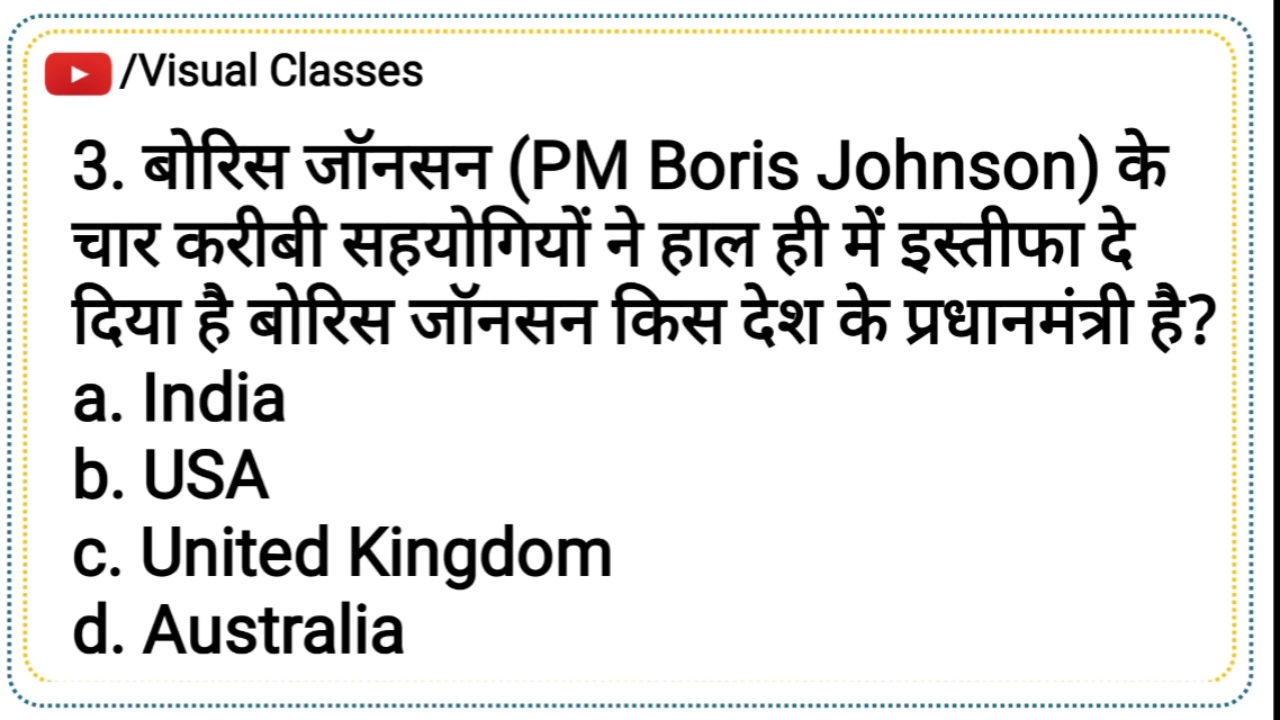 /Visual Classes
3. बोरिस जॉनसन (PM Boris Johnson) के
चार करीबी सहयोगियों ने हाल ही में इस्तीफा दे
दिया है बोरिस जॉनसन किस देश के प्रधानमंत्री है?
a. India
b. USA
c. United Kingdom
d. Australia